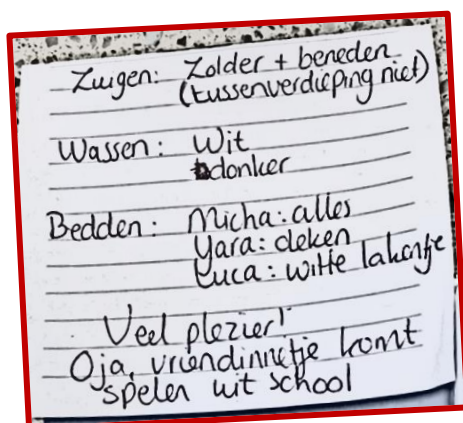 Zuigen: Zolder + beneden
(tussenverdieping niet)
Wassen: Wit
donker
Bedden: Micha: alles
Yara: deken
Luca: witte lakentje
Veel plezier!
Oja, vriendinnetje komt
spelen uit school